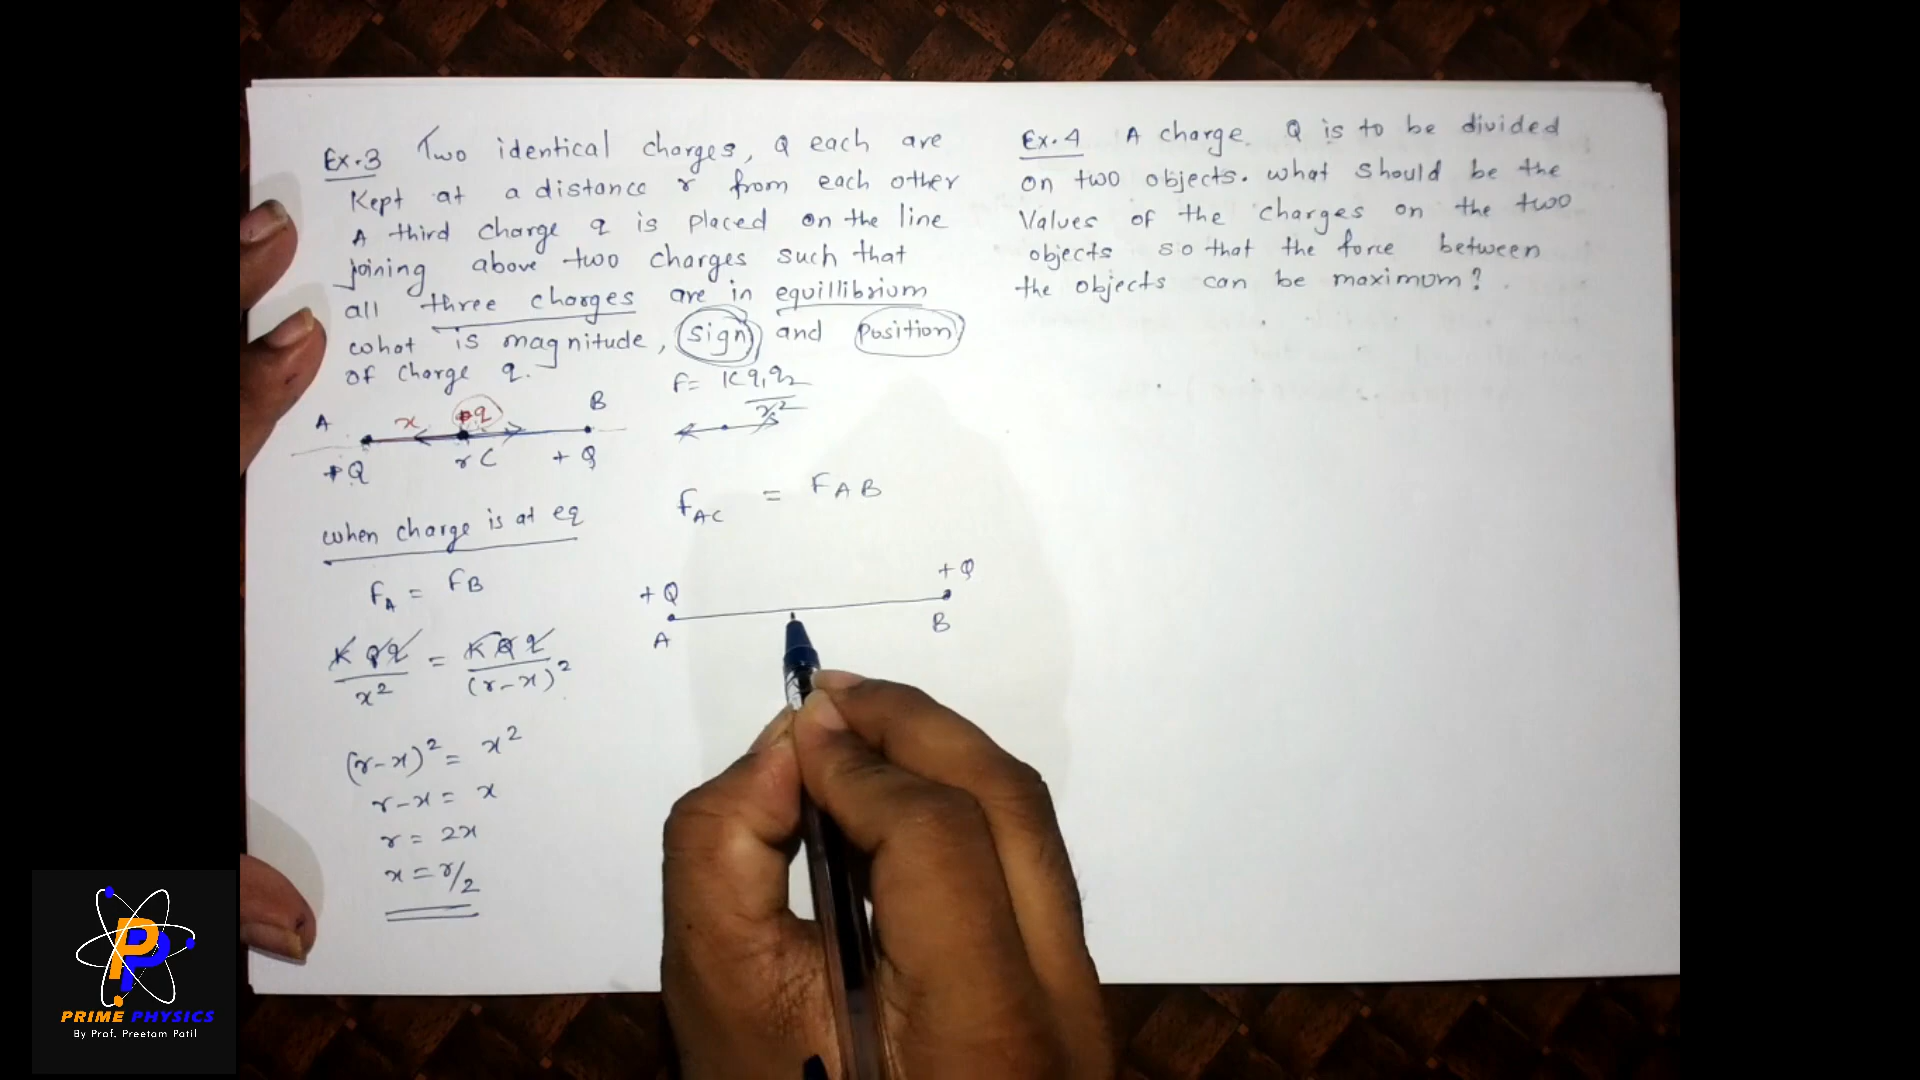 Ex.3 Two identical charges, Q each are
Kept at a distance r from each other
A third charge q is placed on the line
joining above two charges such that
all three charges are in equillibrium
what is magnitude, sign and position
of charge q.
F= Kq1q2
r2
A
x
+q
B
+Q
r C
+ Q
when charge is at eq
FA = FB
K Q q = K Q q
x2 (r-x)2
(r-x)2 = x2
r-x = x
r = 2x
x = r/2
FAC = FAB
+Q
+Q
A
B
Ex.4 A charge Q is to be divided
on two objects. what should be the
Values of the charges on the two
objects so that the force between
the objects can be maximum?
PRIME PHYSICS
By Prof. Preetam Patil